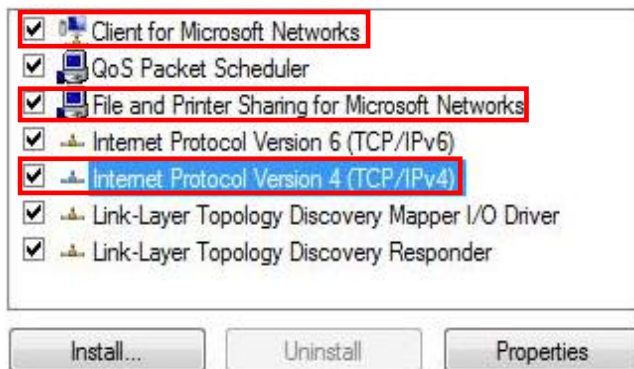 Client for Microsoft Networks
QoS Packet Scheduler
File and Printer Sharing for Microsoft Networks
Internet Protocol Version 6 (TCP/IPv6)
Internet Protocol Version 4 (TCP/IPv4)
Link-Layer Topology Discovery Mapper I/O Driver
Link-Layer Topology Discovery Responder
Install... Uninstall Properties